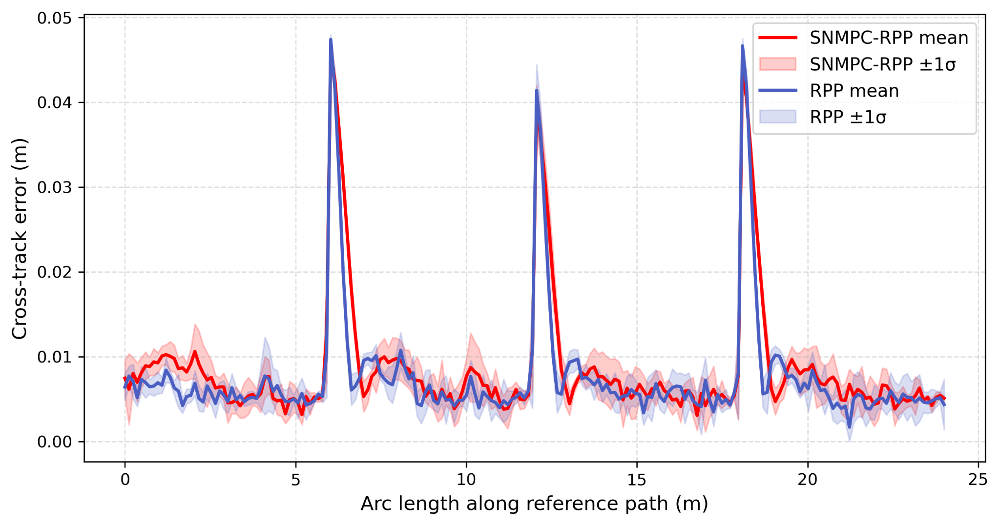 0.05
0.04
0.03
0.02
0.01
0.00
Cross-track error (m)
SNMPC-RPP mean
SNMPC-RPP ±1σ
RPP mean
RPP ±1σ
0 5 10 15 20 25
Arc length along reference path (m)